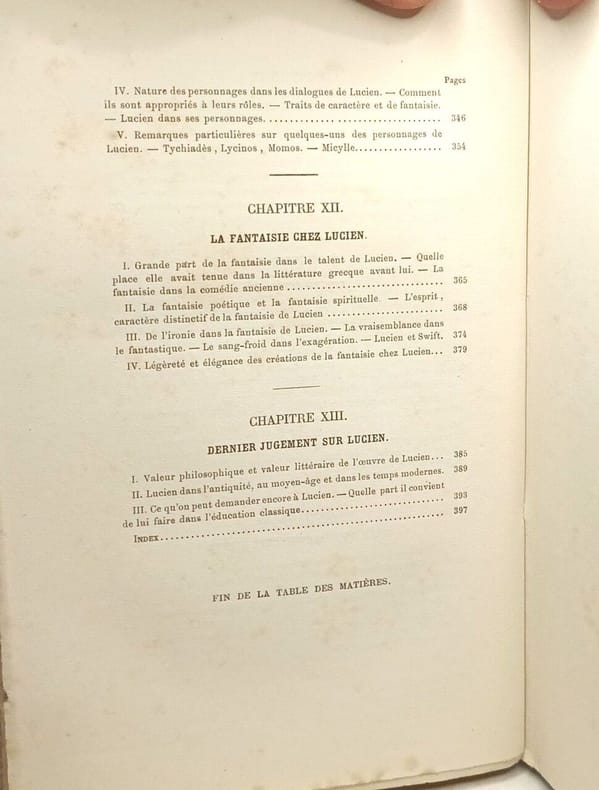 Pages
IV. Nature des personnages dans les dialogues de Lucien. — Comment
ils sont appropriés à leurs rôles. — Traits de caractère et de fantaisie.
— Lucien dans ses personnages. ................................. 346
V. Remarques particulières sur quelques-uns des personnages de
Lucien. — Tychiadès, Lycinos, Momos. — Micylle.................. 354
CHAPITRE XII.
LA FANTAISIE CHEZ LUCIEN.
I. Grande part de la fantaisie dans le talent de Lucien. — Quelle
place elle avait tenue dans la littérature grecque avant lui. — La
fantaisie dans la comédie ancienne .............................. 365
II. La fantaisie poétique et la fantaisie spirituelle — L'esprit,
caractère distinctif de la fantaisie de Lucien ...................... 368
III. De l'ironie dans la fantaisie de Lucien. — La vraisemblance dans
le fantastique. — Le sang-froid dans l'exagération. — Lucien et Swift. 374
IV. Légèreté et élégance des créations de la fantaisie chez Lucien... 379
CHAPITRE XIII.
DERNIER JUGEMENT SUR LUCIEN.
I. Valeur philosophique et valeur littéraire de l'œuvre de Lucien... 385
II. Lucien dans l'antiquité, au moyen-âge et dans les temps modernes. 389
III. Ce qu'on peut demander encore à Lucien. — Quelle part il convient
de lui faire dans l'éducation classique............................ 393
INDEX........................................................ 397
FIN DE LA TABLE DES MATIÈRES.